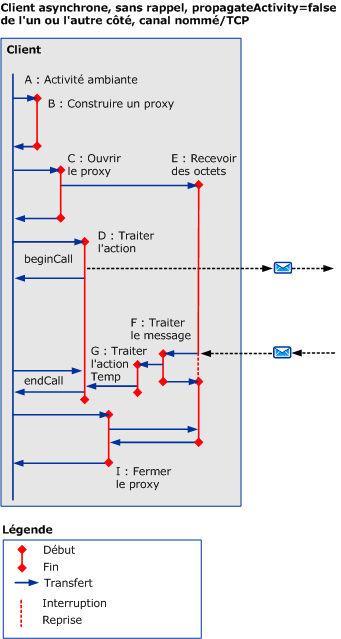 Client asynchrone, sans rappel, propagateActivity=false
de l'un ou l'autre côté, canal nommé/TCP
Client
A : Activité ambiante
B : Construire un proxy
C : Ouvrir
le proxy
E : Recevoir
des octets
D : Traiter
l'action
beginCall
F : Traiter
le message
G : Traiter
l'action
Temp
endCall
I : Fermer
le proxy
Légende
Début
Fin
Transfert
Interruption
Reprise